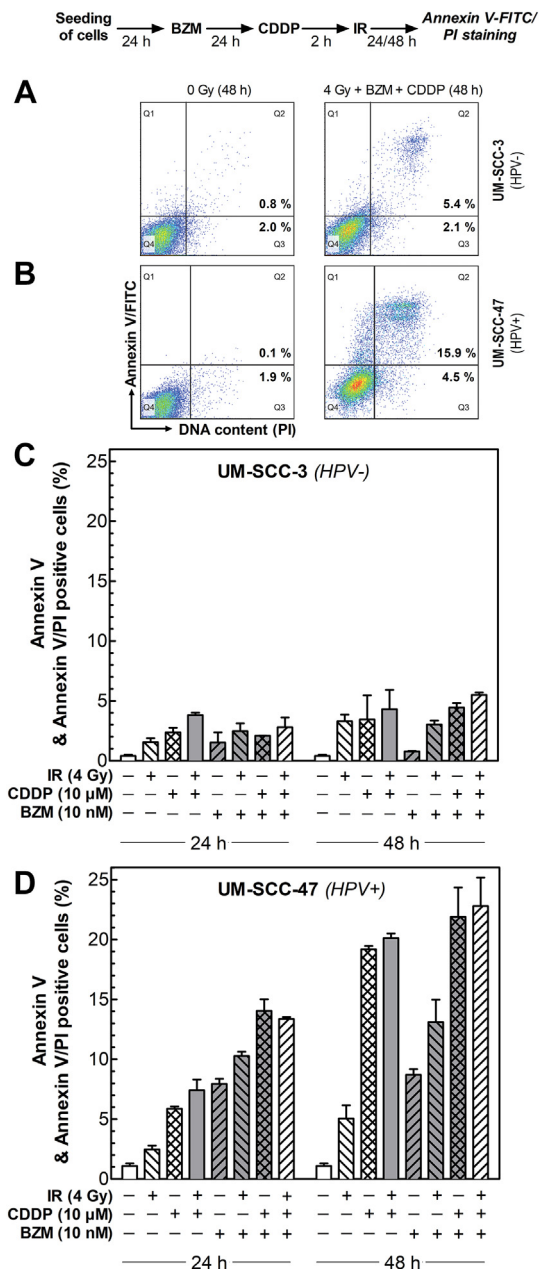 Seeding of cells
BZM
CDDP
IR
Annexin V-FITC/ PI staining
24 h
24 h
2 h
24/48 h
A
0 Gy (48 h)
4 Gy + BZM + CDDP (48 h)
Q1
Q2
0.8 %
2.0 %
Q4
Q3
Q1
Q2
5.4 %
2.1 %
Q4
Q3
UM-SCC-3
(HPV-)
B
Q1
Q2
0.1 %
1.9 %
Q4
Q3
Q1
Q2
15.9 %
4.5 %
Q4
Q3
UM-SCC-47
(HPV+)
Annexin V/FITC
DNA content (PI)
C
UM-SCC-3 (HPV-)
Annexin V
& Annexin V/PI positive cells (%)
25
20
15
10
5
0
IR (4 Gy) — + — + — + — + — + — + — + — +
CDDP (10 µM) — — + + — — + + — — + + — — + +
BZM (10 nM) — — — — + + + + — — — — + + + +
24 h
48 h
D
UM-SCC-47 (HPV+)
Annexin V
& Annexin V/PI positive cells (%)
25
20
15
10
5
0
IR (4 Gy) — + — + — + — + — + — + — + — +
CDDP (10 µM) — — + + — — + + — — + + — — + +
BZM (10 nM) — — — — + + + + — — — — + + + +
24 h
48 h